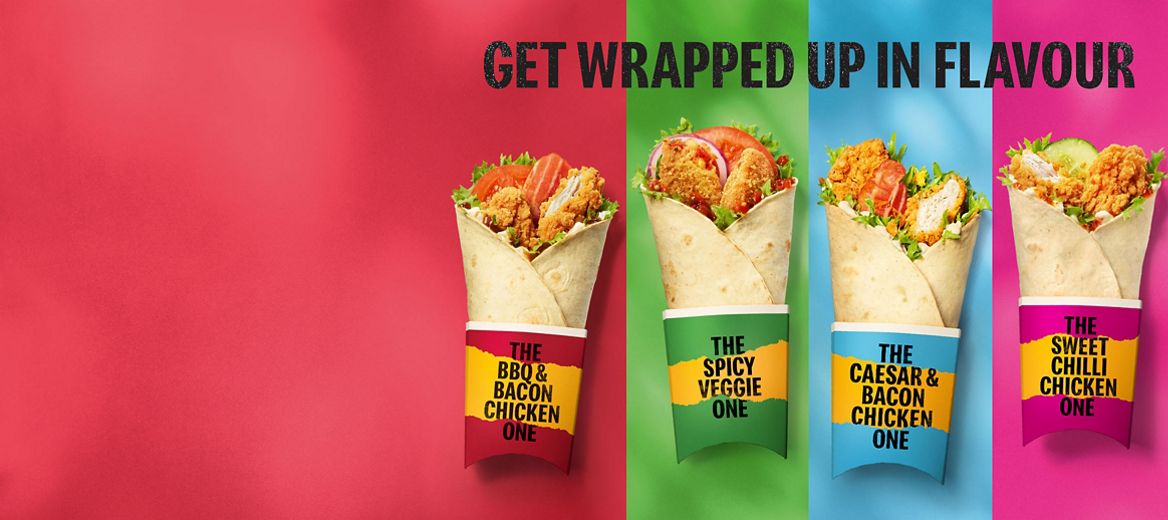 GET WRAPPED UP IN FLAVOUR
THE
BBQ &
BACON
CHICKEN
ONE
THE
SPICY
VEGGIE
ONE
THE
CAESAR &
BACON
CHICKEN
ONE
THE
SWEET
CHILLI
CHICKEN
ONE